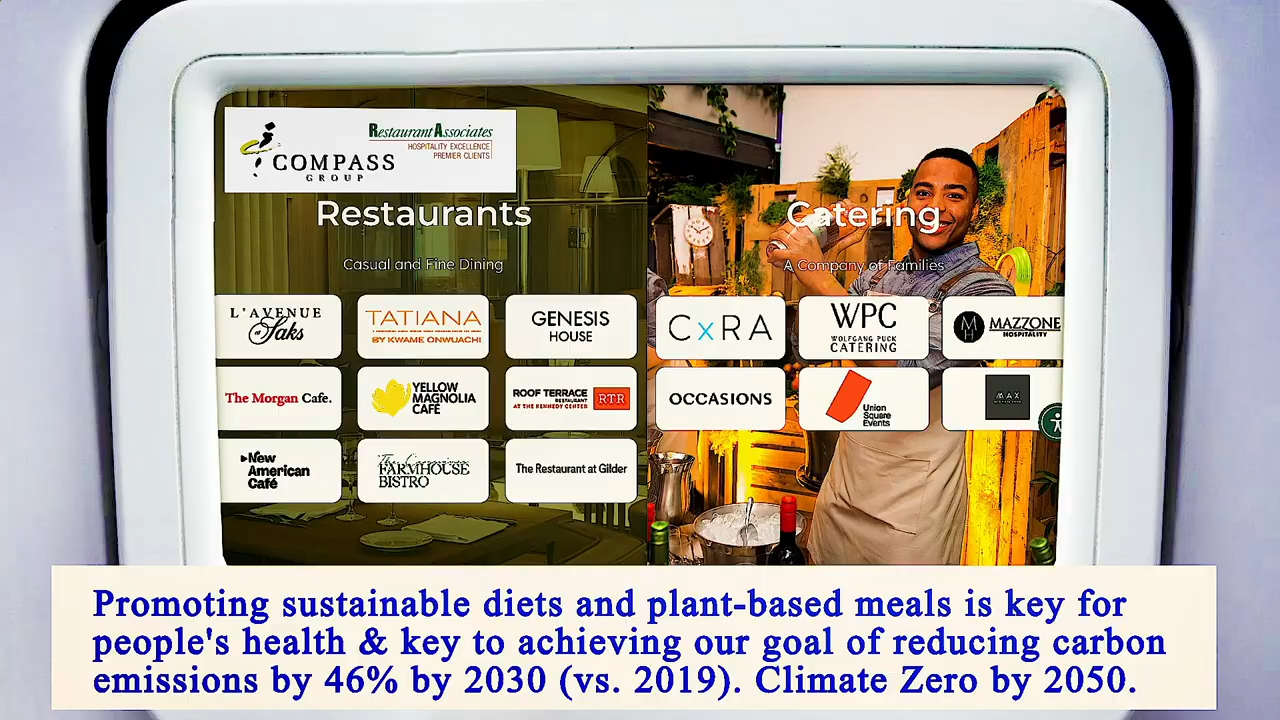 COMPASS
GROUP
RESTAURANT ASSOCIATES
HOSPITALITY EXCELLENCE
PREMIER CLIENTS
Restaurants
Casual and Fine Dining
L'AVENUE
Saks
TATIANA
BY KWAME ONWUACHI
GENESIS
HOUSE
The Morgan Cafe.
YELLOW
MAGNOLIA
CAFÉ
ROOF TERRACE
RESTAURANT
AT THE KENNEDY CENTER
RTR
New
American
Café
FARMHOUSE
BISTRO
The Restaurant at Gilder
Catering
A Company of Families
CxRA
WPC
WOLFGANG PUCK
CATERING
MH
MAZZONE
HOSPITALITY
OCCASIONS
Union
Square
Events
MAX
Promoting sustainable diets and plant-based meals is key for
people's health & key to achieving our goal of reducing carbon
emissions by 46% by 2030 (vs. 2019). Climate Zero by 2050.